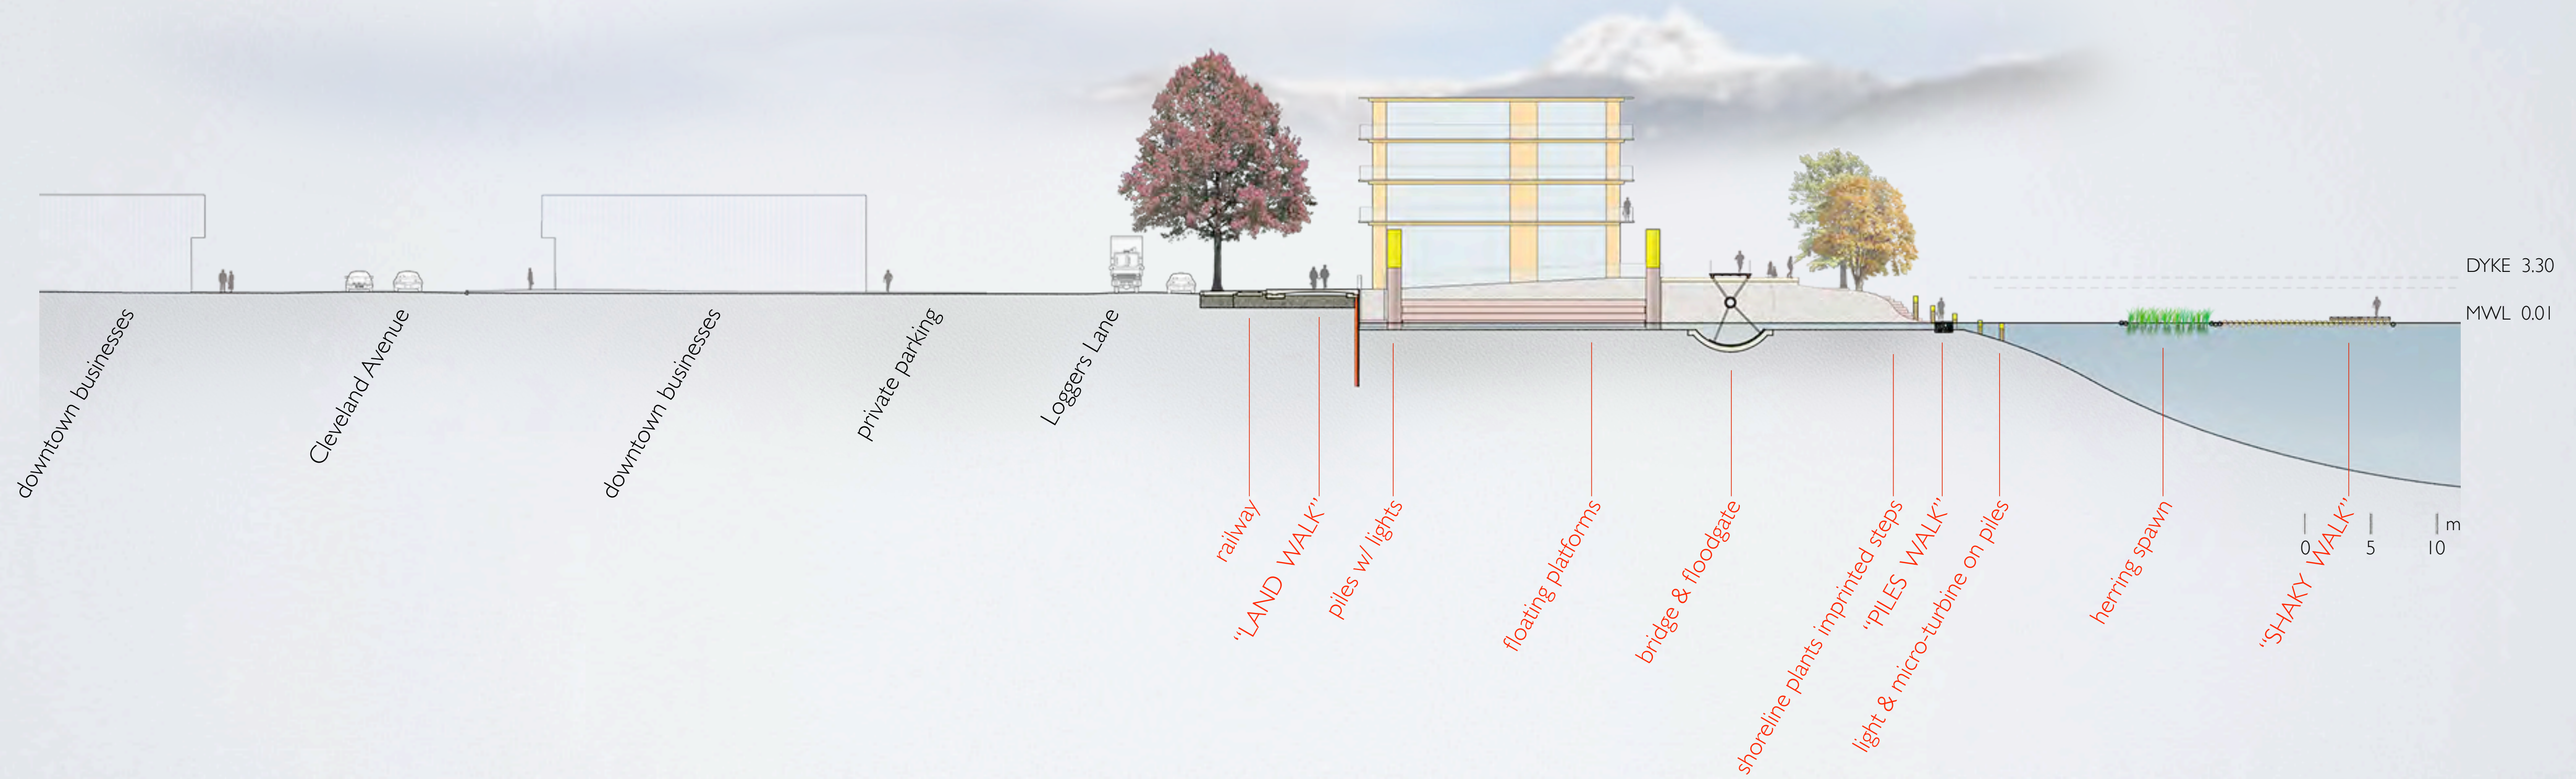 DYKE 3.30
MWL 0.01
downtown businesses
Cleveland Avenue
downtown businesses
private parking
Loggers Lane
railway
“LAND WALK”
piles w/ lights
floating platforms
bridge & floodgate
shoreline plants imprinted steps
“PILES WALK”
light & micro-turbine on piles
herring spawn
“SHAKY WALK”
m
0 5 10